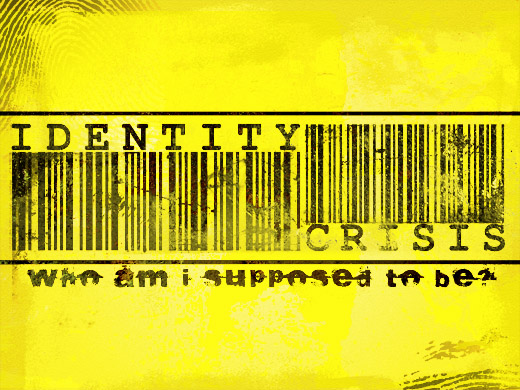 IDENTITY
CRISIS
who am i supposed to be?